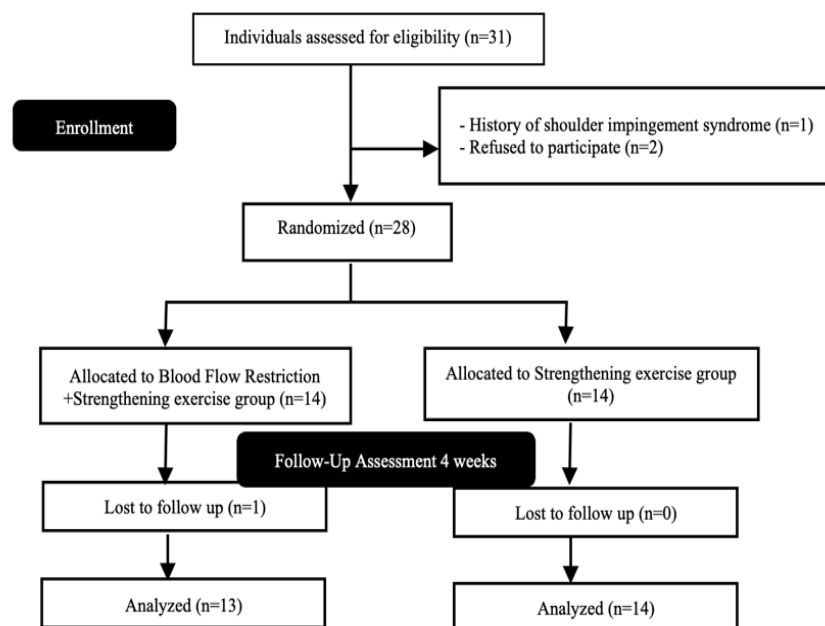 Individuals assessed for eligibility (n=31)
Enrollment
- History of shoulder impingement syndrome (n=1)
- Refused to participate (n=2)
Randomized (n=28)
Allocated to Blood Flow Restriction
+Strengthening exercise group (n=14)
Allocated to Strengthening exercise group
(n=14)
Follow-Up Assessment 4 weeks
Lost to follow up (n=1)
Lost to follow up (n=0)
Analyzed (n=13)
Analyzed (n=14)